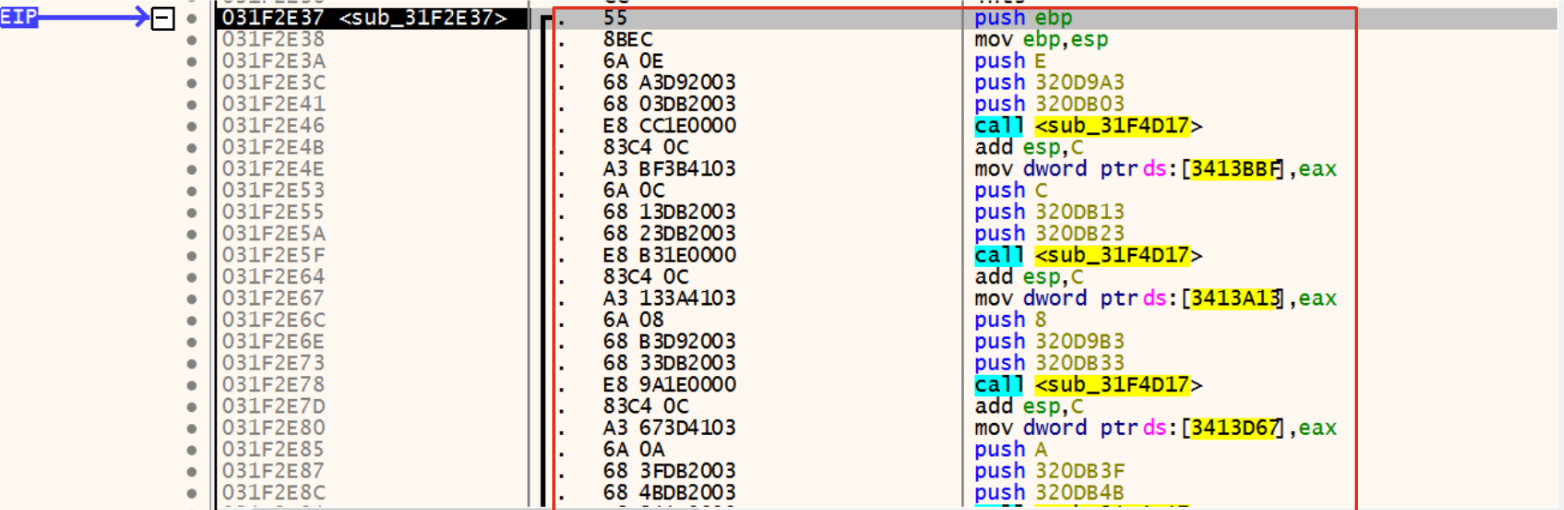 EIP 031F2E37 <sub_31F2E37> . 55 push ebp
031F2E38 . 8BEC mov ebp,esp
031F2E3A . 6A 0E push E
031F2E3C . 68 A3D92003 push 320D9A3
031F2E41 . 68 03DB2003 push 320DB03
031F2E46 . E8 CC1E0000 call <sub_31F4D17>
031F2E4B . 83C4 0C add esp,C
031F2E4E . A3 BF3B4103 mov dword ptr ds:[3413BBF],eax
031F2E53 . 6A 0C push C
031F2E55 . 68 13DB2003 push 320DB13
031F2E5A . 68 23DB2003 push 320DB23
031F2E5F . E8 B31E0000 call <sub_31F4D17>
031F2E64 . 83C4 0C add esp,C
031F2E67 . A3 133A4103 mov dword ptr ds:[3413A13],eax
031F2E6C . 6A 08 push 8
031F2E6E . 68 B3D92003 push 320D9B3
031F2E73 . 68 33DB2003 push 320DB33
031F2E78 . E8 9A1E0000 call <sub_31F4D17>
031F2E7D . 83C4 0C add esp,C
031F2E80 . A3 673D4103 mov dword ptr ds:[3413D67],eax
031F2E85 . 6A 0A push A
031F2E87 . 68 3FDB2003 push 320DB3F
031F2E8C . 68 4BDB2003 push 320DB4B